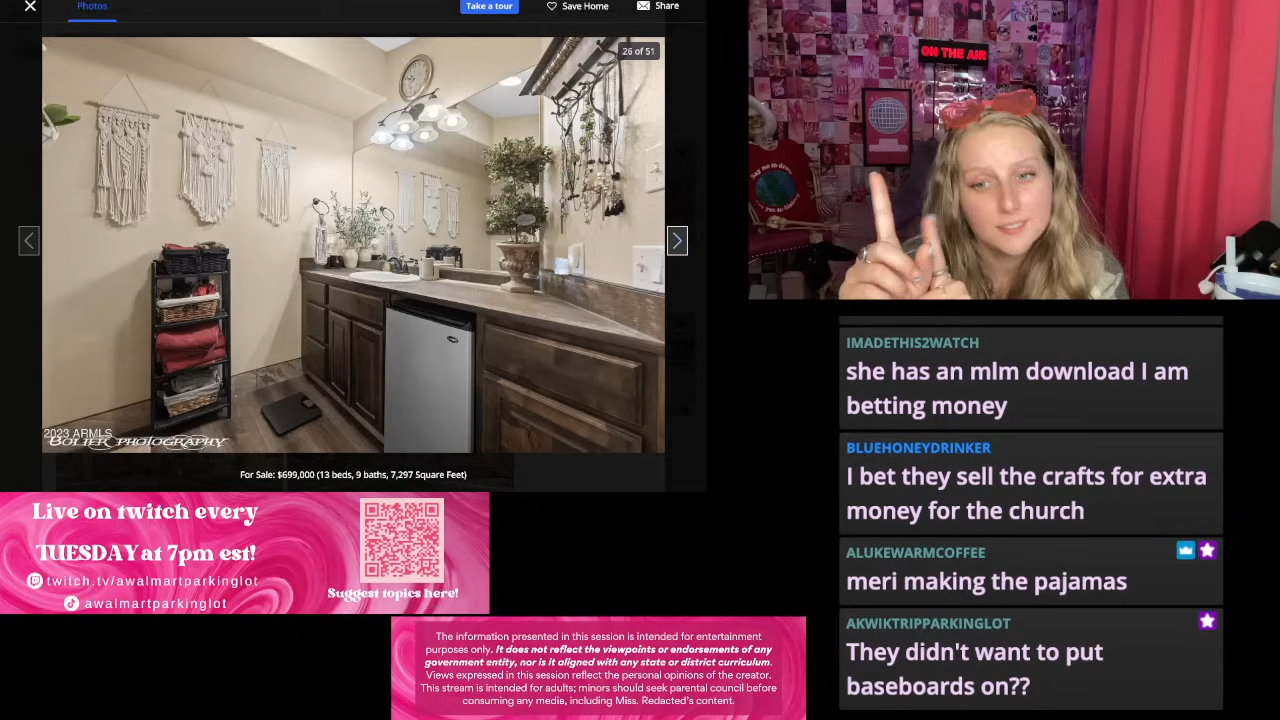 Photos
Take a tour
Save Home
Share
26 of 51
ON THE AIR
2023 ARMLS
BOLIER PHOTOGRAPHY
For Sale: $699,000 (13 beds, 9 baths, 7,297 Square Feet)
IMADETHIS2WATCH
she has an mlm download I am
betting money
BLUEHONEYDRINKER
I bet they sell the crafts for extra
money for the church
ALUKEWARMCOFFEE
meri making the pajamas
AKWIKTRIPPARKINGLOT
They didn't want to put
baseboards on??
Live on twitch every
TUESDAY at 7pm est!
twitch.tv/awalmartparkinglot
awalmartparkinglot
Suggest topics here!
The information presented in this session is intended for entertainment
purposes only. It does not reflect the viewpoints or endorsements of any
government entity, nor is it aligned with any state or district curriculum.
Views expressed in this session reflect the personal opinions of the creator.
This stream is intended for adults; minors should seek parental council before
consuming any media, including Miss. Redacted's content.